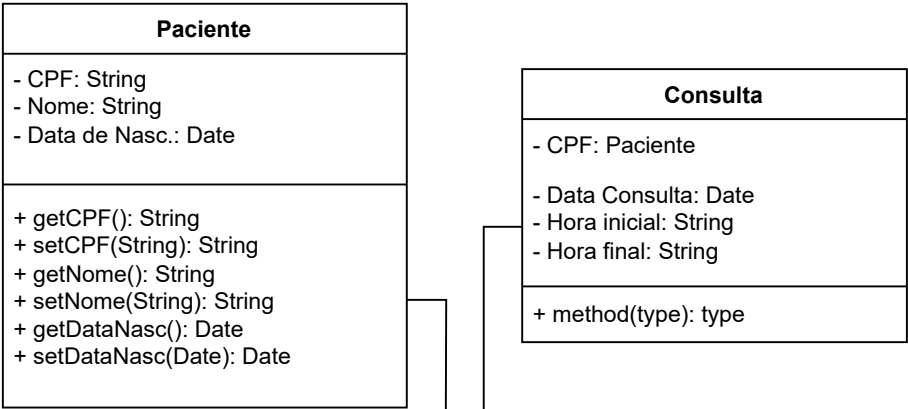 Paciente
- CPF: String
- Nome: String
- Data de Nasc.: Date
+ getCPF(): String
+ setCPF(String): String
+ getNome(): String
+ setNome(String): String
+ getDataNasc(): Date
+ setDataNasc(Date): Date
Consulta
- CPF: Paciente
- Data Consulta: Date
- Hora inicial: String
- Hora final: String
+ method(type): type